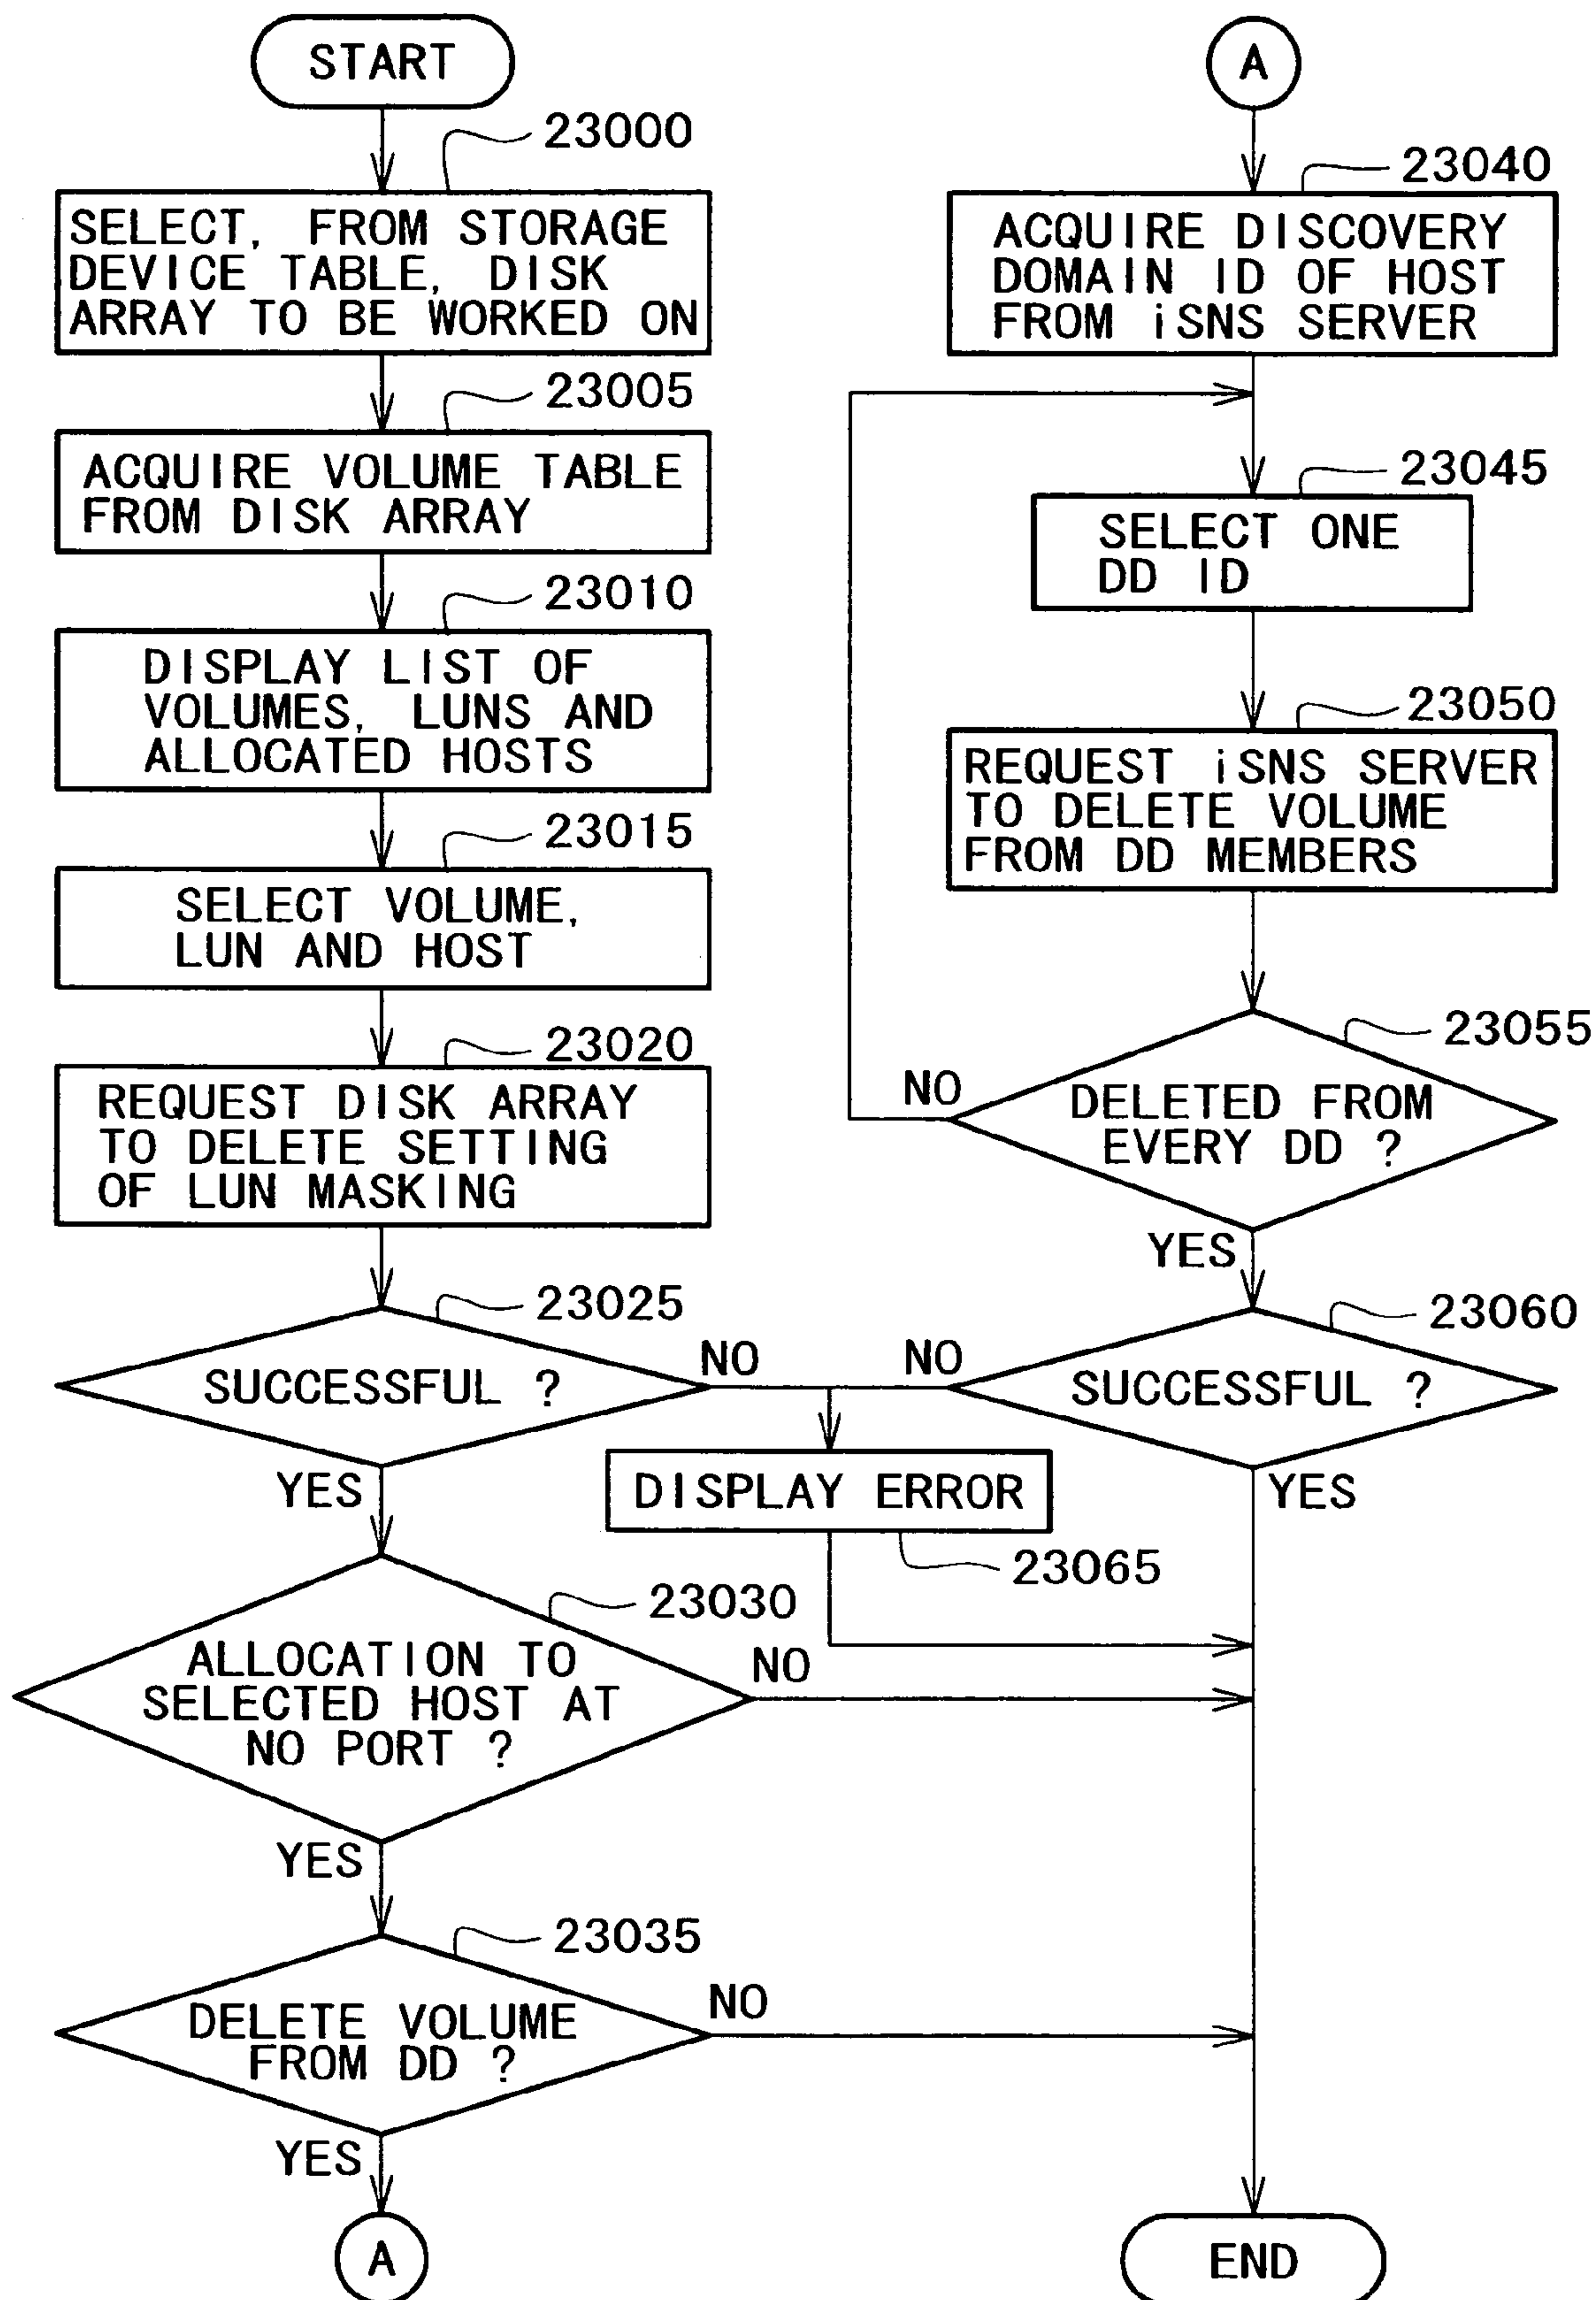 START
23000
SELECT, FROM STORAGE
DEVICE TABLE, DISK
ARRAY TO BE WORKED ON
23005
ACQUIRE VOLUME TABLE
FROM DISK ARRAY
23010
DISPLAY LIST OF
VOLUMES, LUNS AND
ALLOCATED HOSTS
23015
SELECT VOLUME,
LUN AND HOST
23020
REQUEST DISK ARRAY
TO DELETE SETTING
OF LUN MASKING
23025
SUCCESSFUL ?
NO
YES
23030
ALLOCATION TO
SELECTED HOST AT
NO PORT ?
NO
YES
23035
DELETE VOLUME
FROM DD ?
NO
YES
A
A
23040
ACQUIRE DISCOVERY
DOMAIN ID OF HOST
FROM iSNS SERVER
23045
SELECT ONE
DD ID
23050
REQUEST iSNS SERVER
TO DELETE VOLUME
FROM DD MEMBERS
23055
DELETED FROM
EVERY DD ?
NO
YES
23060
SUCCESSFUL ?
NO
YES
DISPLAY ERROR
23065
END